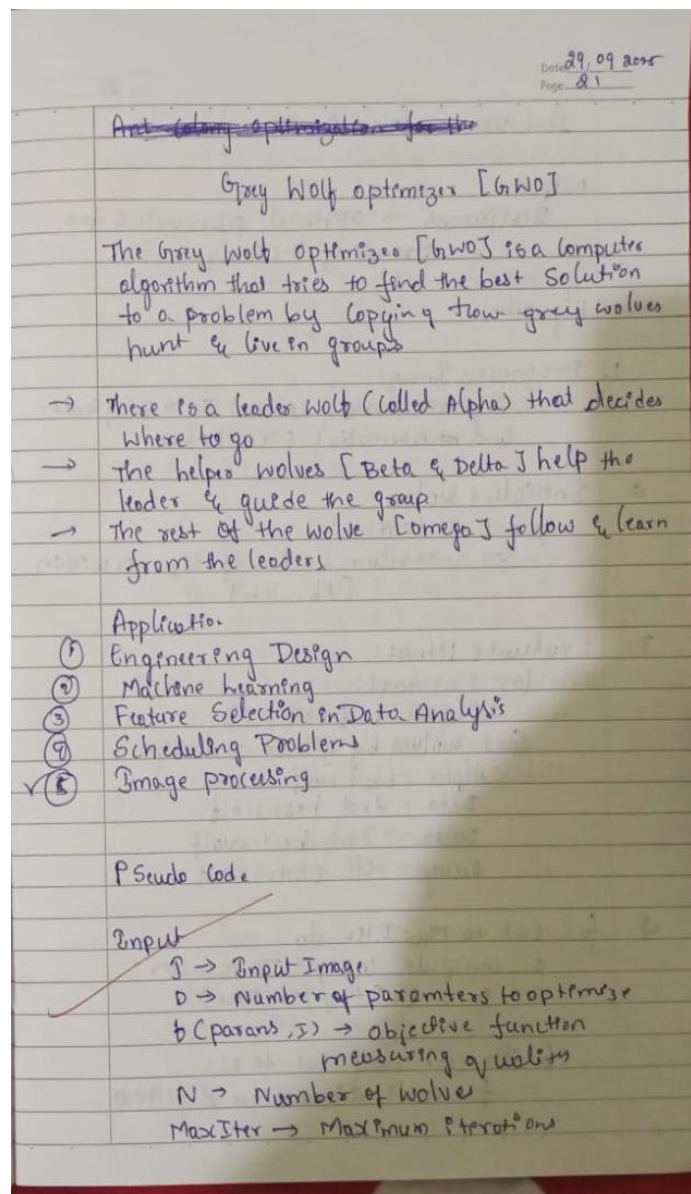 Date 29, 09 2025
Page 21
Ant colony optimization for the
Grey Wolf optimizer [GWO]
The Grey Wolf optimizer [GWO] is a computer
algorithm that tries to find the best solution
to a problem by copying how grey wolves
hunt & live in groups
→ There is a leader wolf (called Alpha) that decides
where to go
→ The helper wolves [Beta & Delta] help the
leader & guide the group
→ The rest of the wolve [omega] follow & learn
from the leaders
Application
① Engineering Design
② Machine Learning
③ Feature Selection in Data Analysis
④ Scheduling Problems
✓⑤ Image processing
PSeudo Code
Input
I → Input Image
D → Number of paramters to optimize
f(params, I) → objective function
measuring quality
N → Number of wolves
MaxIter → Maximum iterations